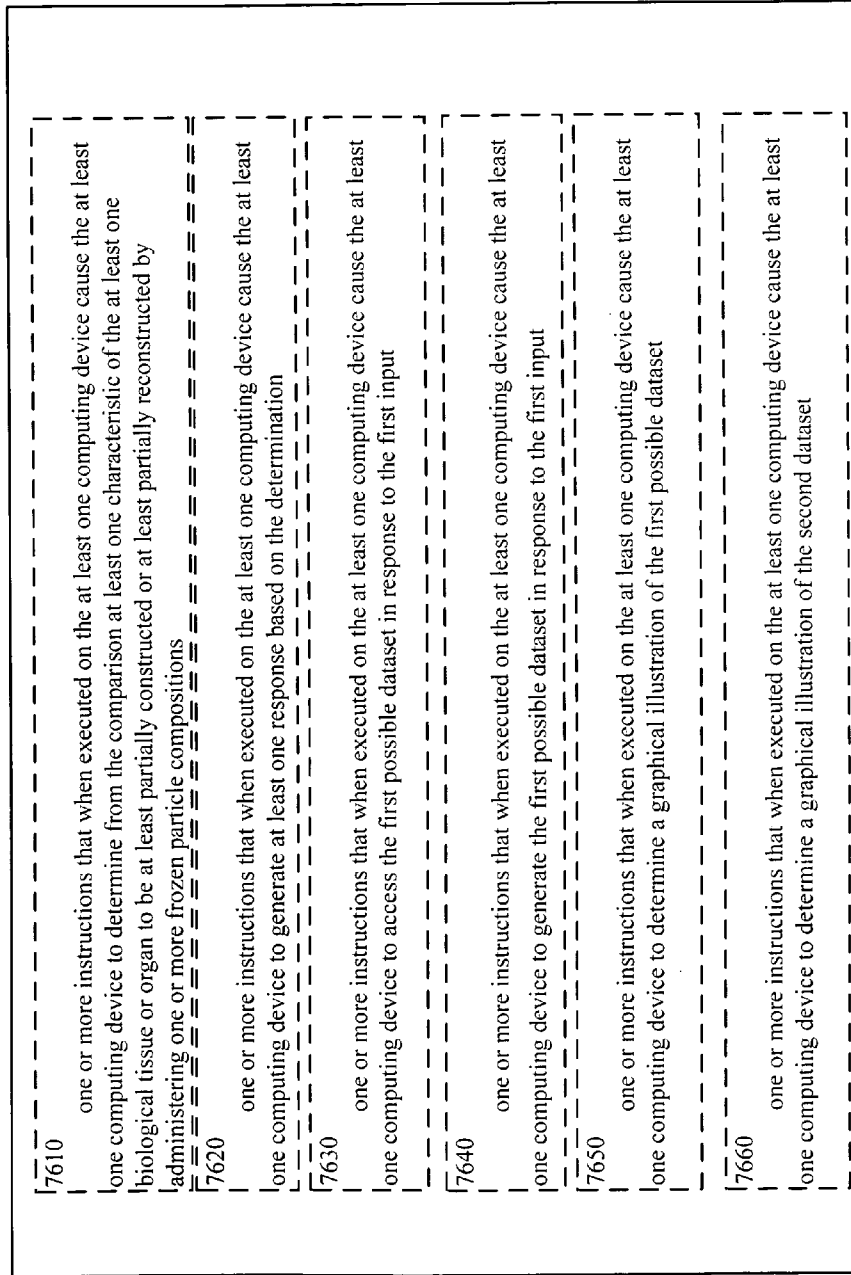 7610
one or more instructions that when executed on the at least one computing device cause the at least
one computing device to determine from the comparison at least one characteristic of the at least one
biological tissue or organ to be at least partially constructed or at least partially reconstructed by
administering one or more frozen particle compositions
7620
one or more instructions that when executed on the at least one computing device cause the at least
one computing device to generate at least one response based on the determination
7630
one or more instructions that when executed on the at least one computing device cause the at least
one computing device to access the first possible dataset in response to the first input
7640
one or more instructions that when executed on the at least one computing device cause the at least
one computing device to generate the first possible dataset in response to the first input
7650
one or more instructions that when executed on the at least one computing device cause the at least
one computing device to determine a graphical illustration of the first possible dataset
7660
one or more instructions that when executed on the at least one computing device cause the at least
one computing device to determine a graphical illustration of the second dataset